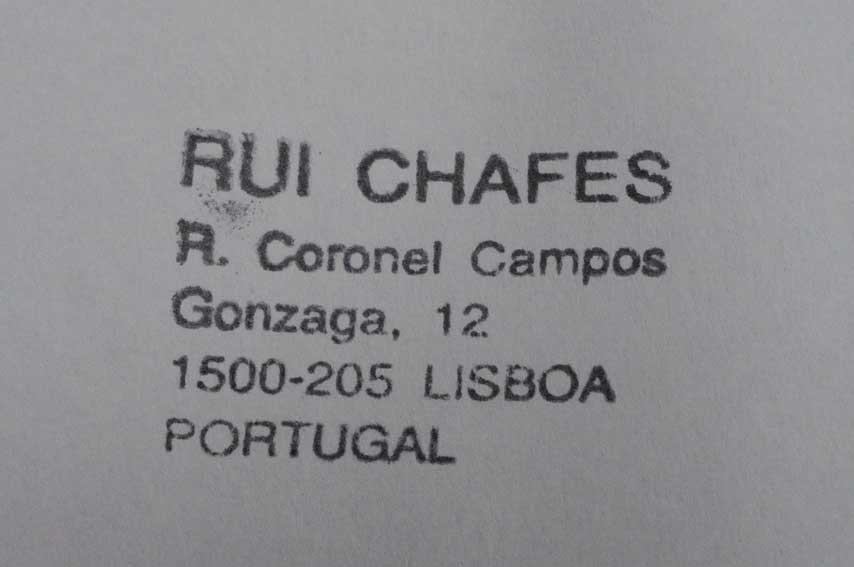 RUI CHAFES
R. Coronel Campos
Gonzaga, 12
1500-205 LISBOA
PORTUGAL